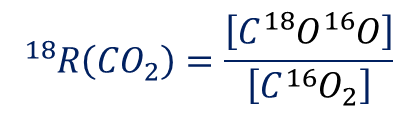 ¹⁸R(CO₂) = [C¹⁸O¹⁶O] / [C¹⁶O₂]